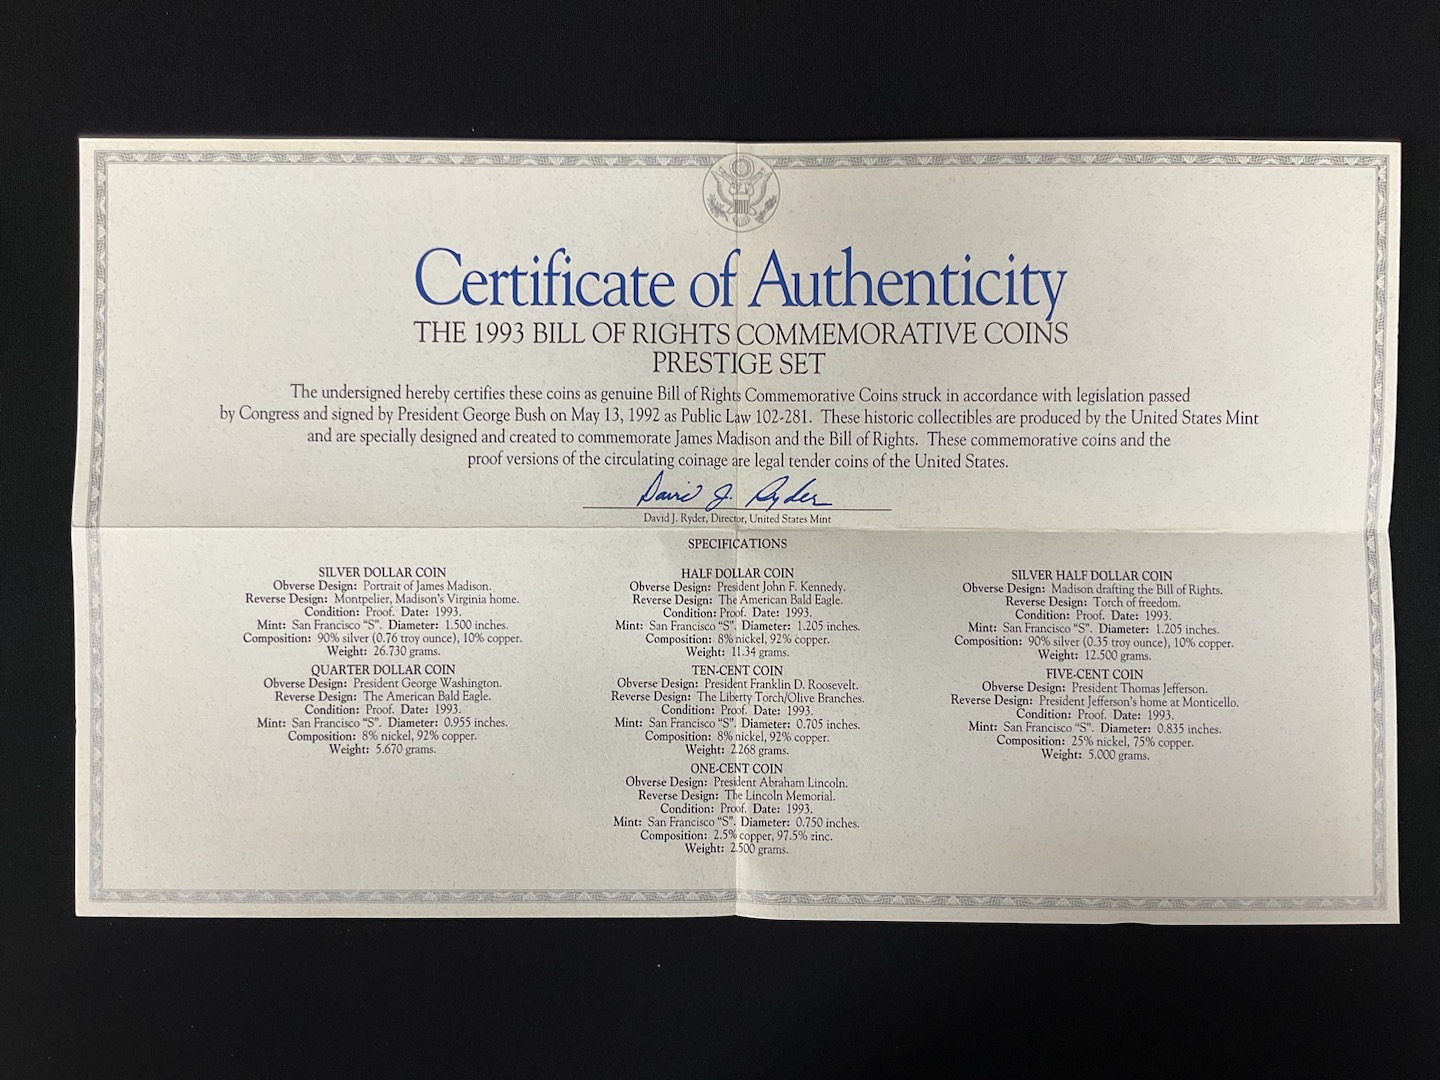 Certificate of Authenticity
THE 1993 BILL OF RIGHTS COMMEMORATIVE COINS
PRESTIGE SET
The undersigned hereby certifies these coins as genuine Bill of Rights Commemorative Coins struck in accordance with legislation passed
by Congress and signed by President George Bush on May 13, 1992 as Public Law 102-281. These historic collectibles are produced by the United States Mint
and are specially designed and created to commemorate James Madison and the Bill of Rights. These commemorative coins and the
proof versions of the circulating coinage are legal tender coins of the United States.
David J. Ryder
David J. Ryder, Director, United States Mint
SPECIFICATIONS
SILVER DOLLAR COIN
Obverse Design: Portrait of James Madison.
Reverse Design: Montpelier, Madison's Virginia home.
Condition: Proof. Date: 1993.
Mint: San Francisco "S". Diameter: 1.500 inches.
Composition: 90% silver (0.76 troy ounce), 10% copper.
Weight: 26.730 grams.
HALF DOLLAR COIN
Obverse Design: President John F. Kennedy.
Reverse Design: The American Bald Eagle.
Condition: Proof. Date: 1993.
Mint: San Francisco "S". Diameter: 1.205 inches.
Composition: 8% nickel, 92% copper.
Weight: 11.34 grams.
SILVER HALF DOLLAR COIN
Obverse Design: Madison drafting the Bill of Rights.
Reverse Design: Torch of freedom.
Condition: Proof. Date: 1993.
Mint: San Francisco "S". Diameter: 1.205 inches.
Composition: 90% silver (0.35 troy ounce), 10% copper.
Weight: 12.500 grams.
QUARTER DOLLAR COIN
Obverse Design: President George Washington.
Reverse Design: The American Bald Eagle.
Condition: Proof. Date: 1993.
Mint: San Francisco "S". Diameter: 0.955 inches.
Composition: 8% nickel, 92% copper.
Weight: 5.670 grams.
TEN-CENT COIN
Obverse Design: President Franklin D. Roosevelt.
Reverse Design: The Liberty Torch/Olive Branches.
Condition: Proof. Date: 1993.
Mint: San Francisco "S". Diameter: 0.705 inches.
Composition: 8% nickel, 92% copper.
Weight: 2.268 grams.
FIVE-CENT COIN
Obverse Design: President Thomas Jefferson.
Reverse Design: President Jefferson's home at Monticello.
Condition: Proof. Date: 1993.
Mint: San Francisco "S". Diameter: 0.835 inches.
Composition: 25% nickel, 75% copper.
Weight: 5.000 grams.
ONE-CENT COIN
Obverse Design: President Abraham Lincoln.
Reverse Design: The Lincoln Memorial.
Condition: Proof. Date: 1993.
Mint: San Francisco "S". Diameter: 0.750 inches.
Composition: 2.5% copper, 97.5% zinc.
Weight: 2.500 grams.